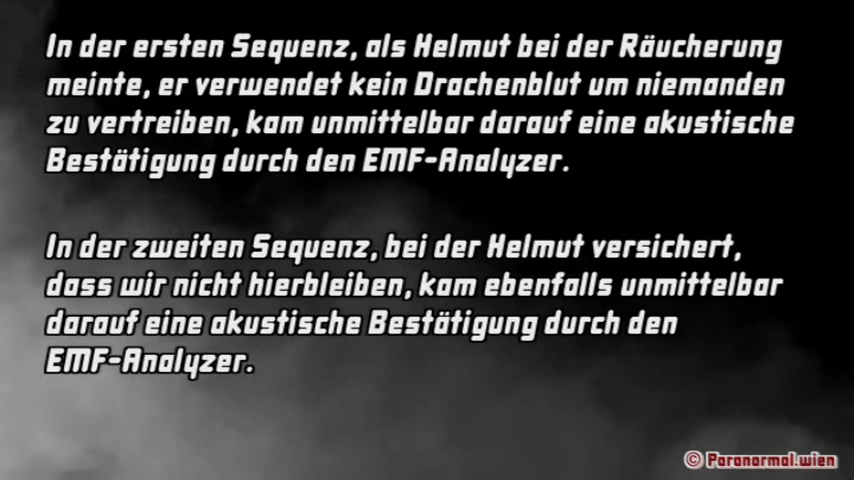 In der ersten Sequenz, als Helmut bei der Räucherung
meinte, er verwendet kein Drachenblut um niemanden
zu vertreiben, kam unmittelbar darauf eine akustische
Bestätigung durch den EMF-Analyzer.
In der zweiten Sequenz, bei der Helmut versichert,
dass wir nicht hierbleiben, kam ebenfalls unmittelbar
darauf eine akustische Bestätigung durch den
EMF-Analyzer.
© Paranormal.wien